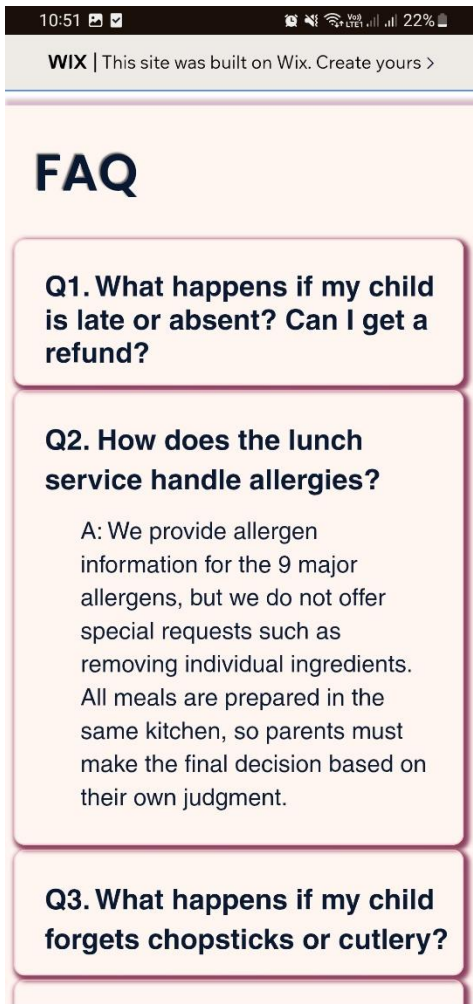 10:51
Vo))
LTE1
22%
WIX | This site was built on Wix. Create yours >
FAQ
Q1. What happens if my child
is late or absent? Can I get a
refund?
Q2. How does the lunch
service handle allergies?
A: We provide allergen
information for the 9 major
allergens, but we do not offer
special requests such as
removing individual ingredients.
All meals are prepared in the
same kitchen, so parents must
make the final decision based on
their own judgment.
Q3. What happens if my child
forgets chopsticks or cutlery?